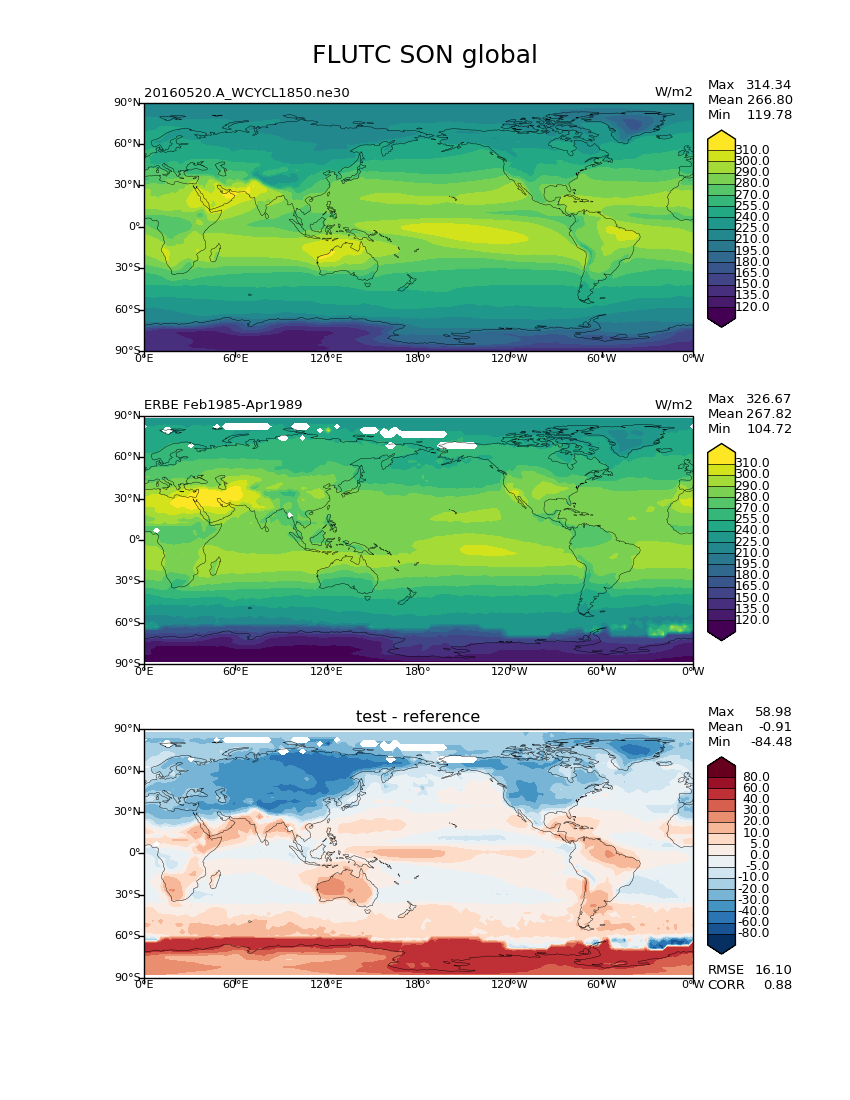 FLUTC SON global
20160520.A_WCYCL1850.ne30
W/m2
Max 314.34
Mean 266.80
Min 119.78
90°N
60°N
30°N
0°
30°S
60°S
90°S
0°E 60°E 120°E 180° 120°W 60°W 0°W
310.0
300.0
290.0
280.0
270.0
255.0
240.0
225.0
210.0
195.0
180.0
165.0
150.0
135.0
120.0
ERBE Feb1985-Apr1989
W/m2
Max 326.67
Mean 267.82
Min 104.72
90°N
60°N
30°N
0°
30°S
60°S
90°S
0°E 60°E 120°E 180° 120°W 60°W 0°W
310.0
300.0
290.0
280.0
270.0
255.0
240.0
225.0
210.0
195.0
180.0
165.0
150.0
135.0
120.0
test - reference
Max 58.98
Mean -0.91
Min -84.48
90°N
60°N
30°N
0°
30°S
60°S
90°S
0°E 60°E 120°E 180° 120°W 60°W 0°W
80.0
60.0
40.0
30.0
20.0
10.0
5.0
0.0
-5.0
-10.0
-20.0
-30.0
-40.0
-60.0
-80.0
RMSE 16.10
CORR 0.88